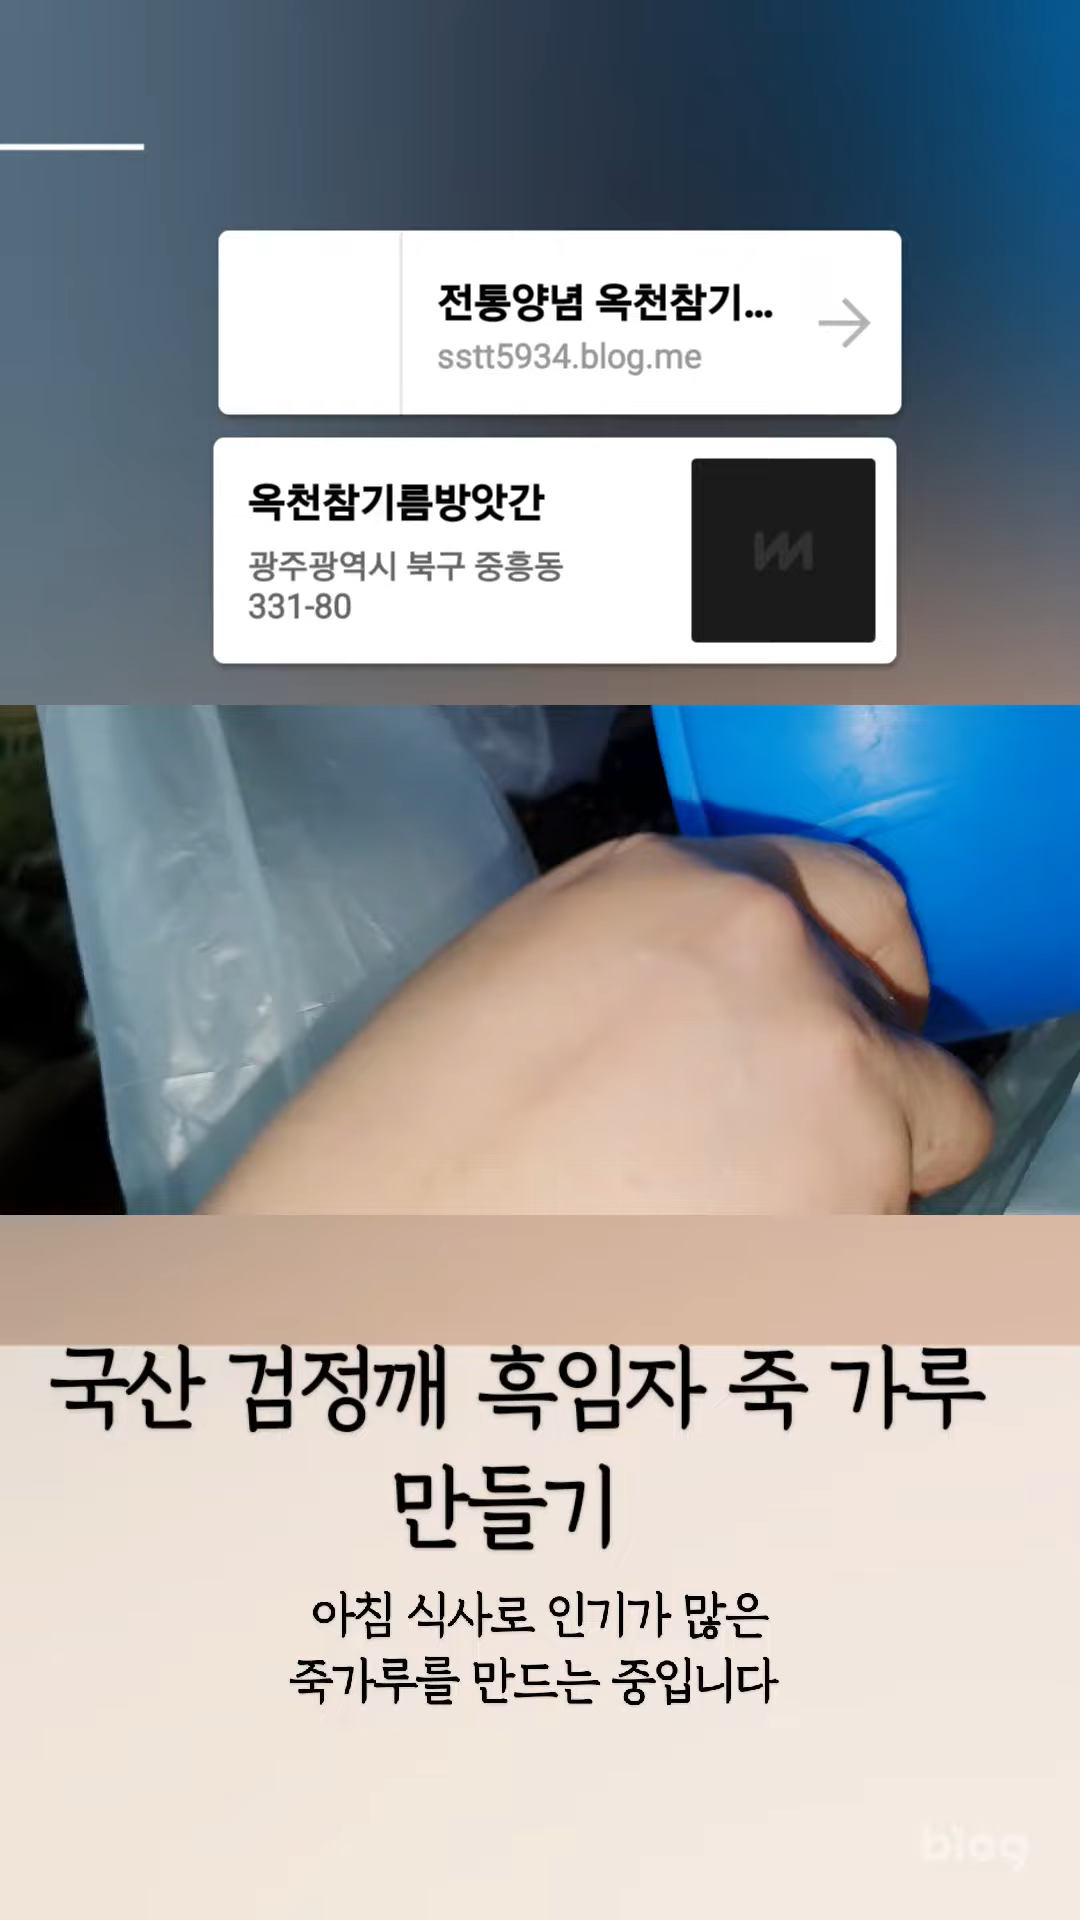 전통양념 옥천참기...
sstt5934.blog.me
옥천참기름방앗간
광주광역시 북구 중흥동
331-80
국산 검정깨 흑임자 죽 가루
만들기
아침 식사로 인기가 많은
죽가루를 만드는 중입니다
blog